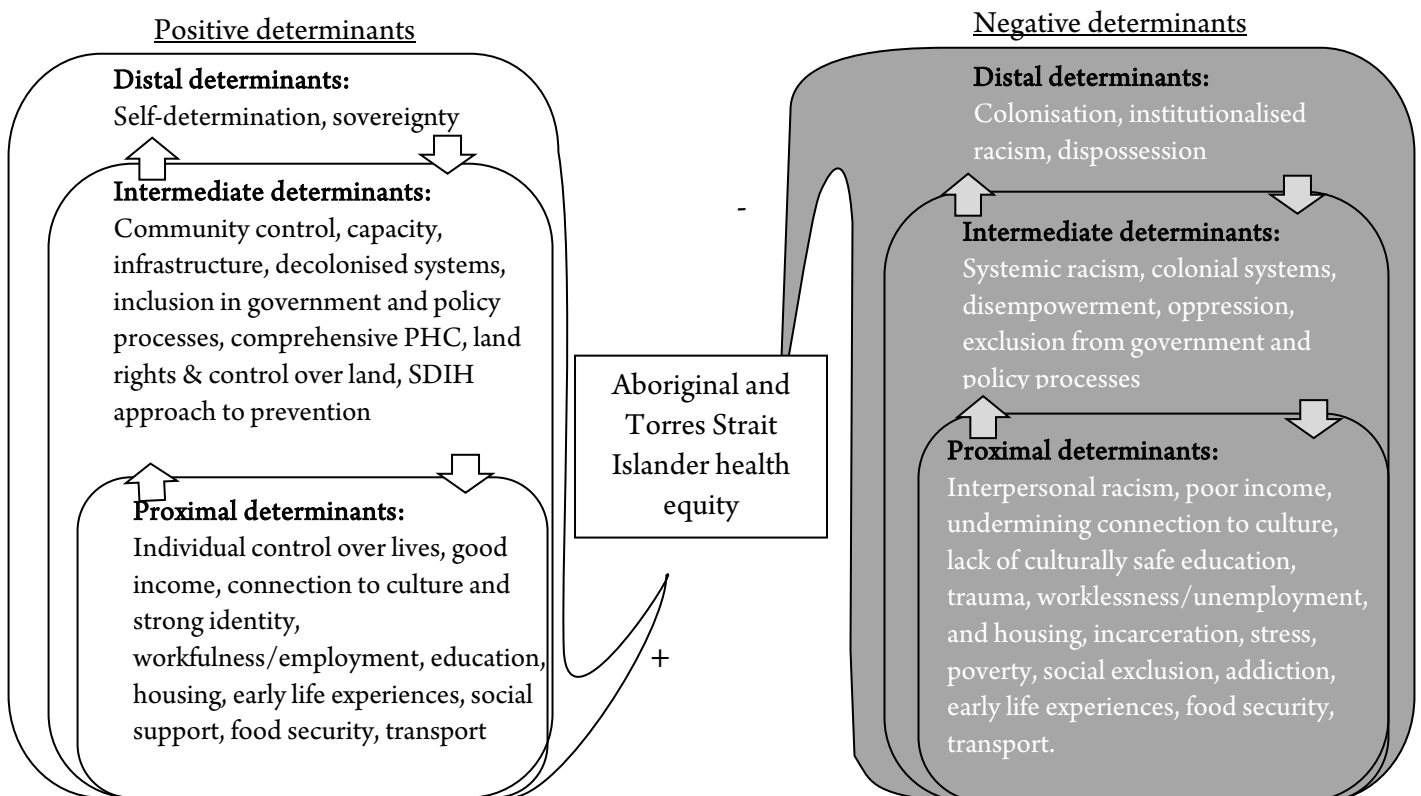 Positive determinants
Distal determinants:
Self-determination, sovereignty
Intermediate determinants:
Community control, capacity,
infrastructure, decolonised systems,
inclusion in government and policy
processes, comprehensive PHC, land
rights & control over land, SDIH
approach to prevention
Proximal determinants:
Individual control over lives, good
income, connection to culture and
strong identity,
workfulness/employment, education,
housing, early life experiences, social
support, food security, transport
-
Aboriginal and
Torres Strait
Islander health
equity
+
Negative determinants
Distal determinants:
Colonisation, institutionalised
racism, dispossession
Intermediate determinants:
Systemic racism, colonial systems,
disempowerment, oppression,
exclusion from government and
policy processes
Proximal determinants:
Interpersonal racism, poor income,
undermining connection to culture,
lack of culturally safe education,
trauma, worklessness/unemployment,
and housing, incarceration, stress,
poverty, social exclusion, addiction,
early life experiences, food security,
transport.